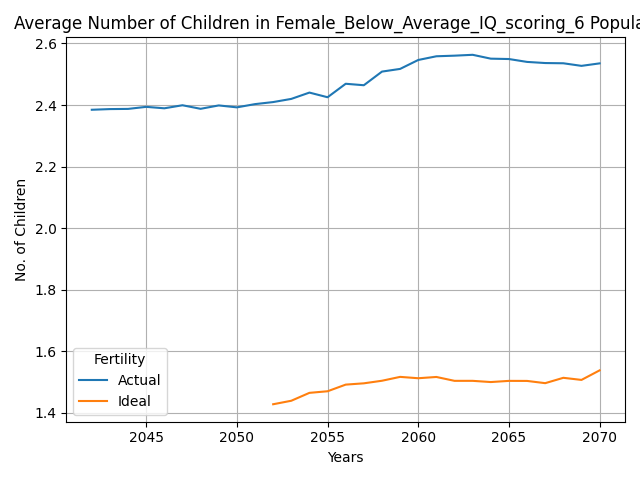 Average Number of Children in Female_Below_Average_IQ_scoring_6 Popula
2.6
2.4
2.2
2.0
1.8
1.6
1.4
No. of Children
Fertility
Actual
Ideal
2045 2050 2055 2060 2065 2070
Years